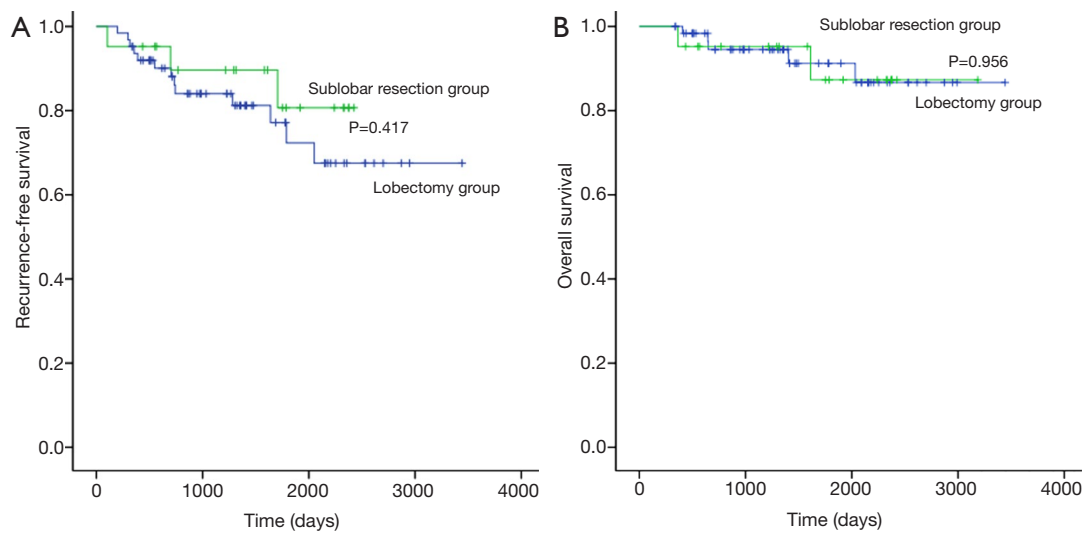 A
Recurrence-free survival
1.0
0.8
0.6
0.4
0.2
0.0
Sublobar resection group
P=0.417
Lobectomy group
0 1000 2000 3000 4000
Time (days)
B
Overall survival
1.0
0.8
0.6
0.4
0.2
0.0
Sublobar resection group
P=0.956
Lobectomy group
0 1000 2000 3000 4000
Time (days)